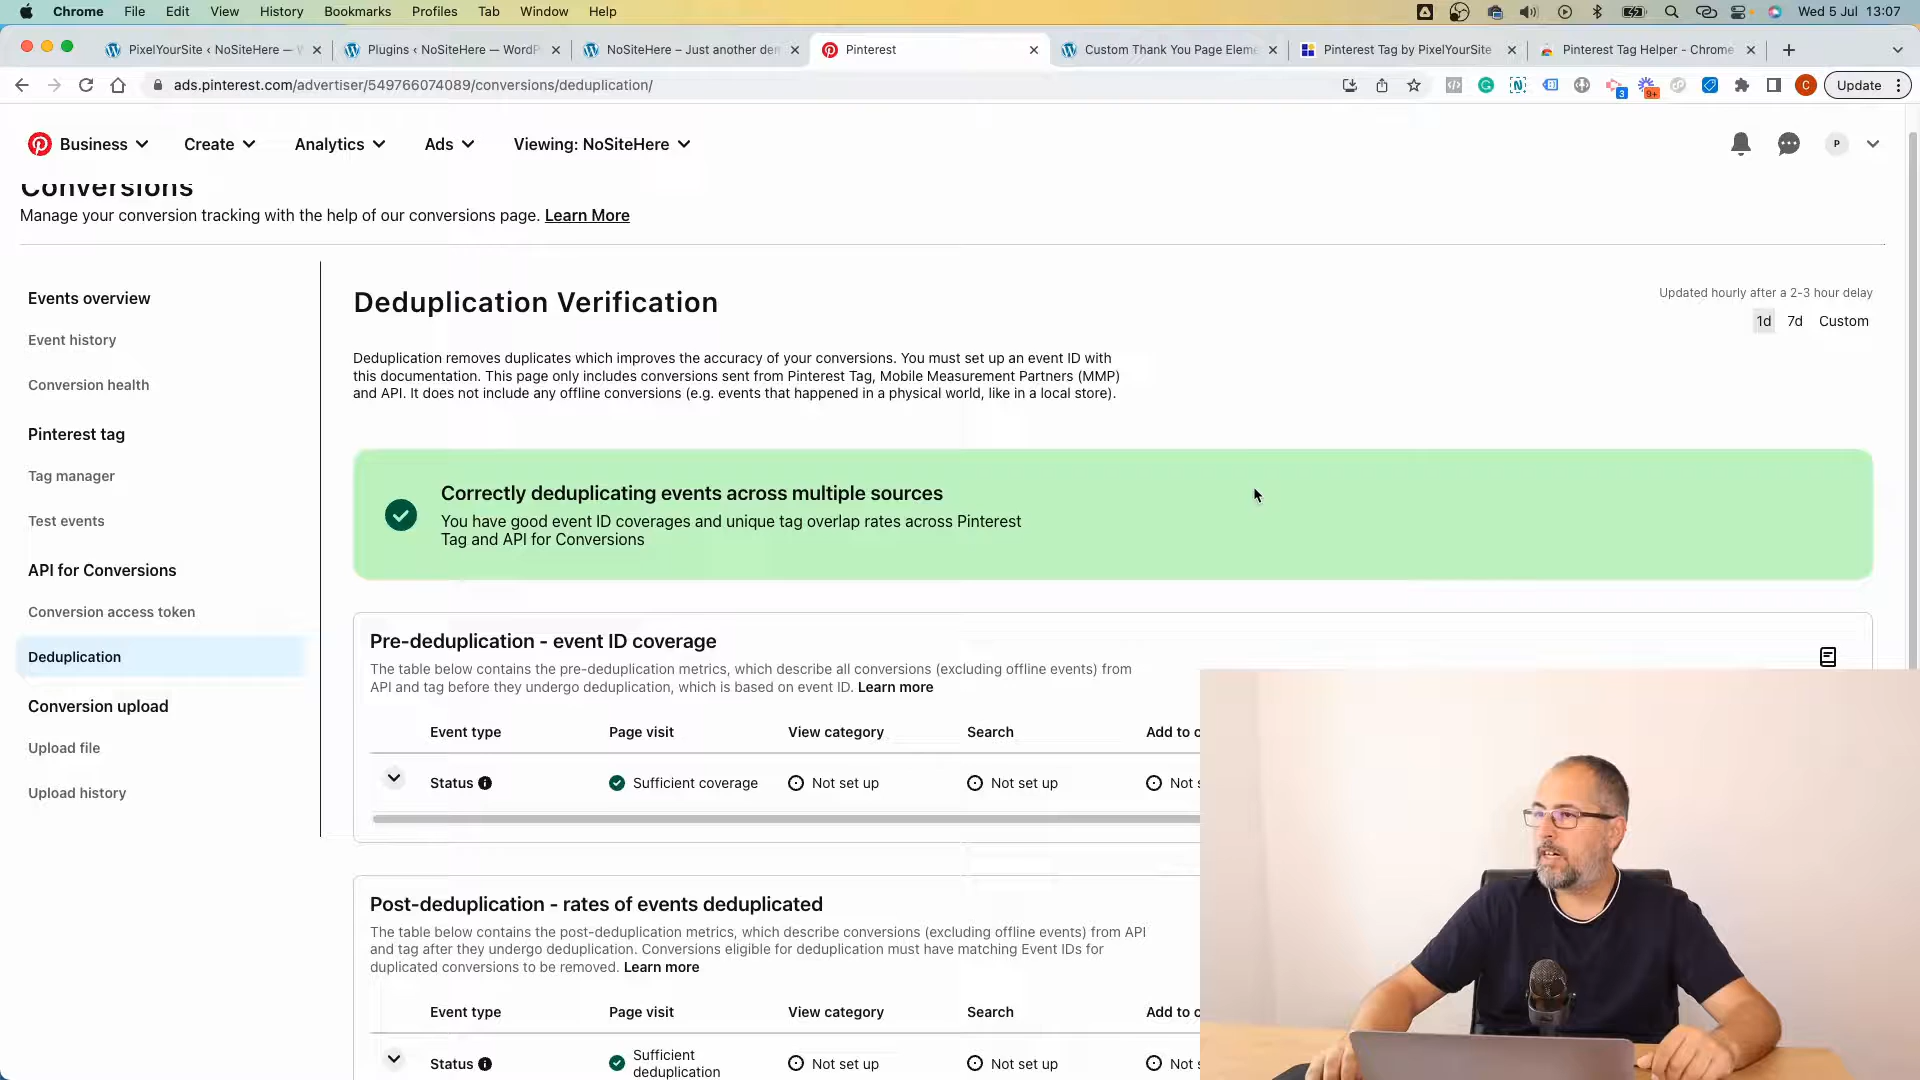 Chrome File Edit View History Bookmarks Profiles Tab Window Help Wed 5 Jul 13:07
PixelYourSite ‹ NoSiteHere — W Plugins ‹ NoSiteHere — WordP NoSiteHere – Just another dem Pinterest Custom Thank You Page Eleme Pinterest Tag by PixelYourSite Pinterest Tag Helper - Chrome
ads.pinterest.com/advertiser/549766074089/conversions/deduplication/ 3 9+ C Update
Business Create Analytics Ads Viewing: NoSiteHere P
Conversions
Manage your conversion tracking with the help of our conversions page. Learn More
Events overview
Event history
Conversion health
Pinterest tag
Tag manager
Test events
API for Conversions
Conversion access token
Deduplication
Conversion upload
Upload file
Upload history
Deduplication Verification
Updated hourly after a 2-3 hour delay
1d 7d Custom
Deduplication removes duplicates which improves the accuracy of your conversions. You must set up an event ID with
this documentation. This page only includes conversions sent from Pinterest Tag, Mobile Measurement Partners (MMP)
and API. It does not include any offline conversions (e.g. events that happened in a physical world, like in a local store).
Correctly deduplicating events across multiple sources
You have good event ID coverages and unique tag overlap rates across Pinterest
Tag and API for Conversions
Pre-deduplication - event ID coverage
The table below contains the pre-deduplication metrics, which describe all conversions (excluding offline events) from
API and tag before they undergo deduplication, which is based on event ID. Learn more
Event type Page visit View category Search Add to c
Status Sufficient coverage Not set up Not set up Not s
Post-deduplication - rates of events deduplicated
The table below contains the post-deduplication metrics, which describe conversions (excluding offline events) from API
and tag after they undergo deduplication. Conversions eligible for deduplication must have matching Event IDs for
duplicated conversions to be removed. Learn more
Event type Page visit View category Search Add to c
Status Sufficient deduplication Not set up Not set up Not s